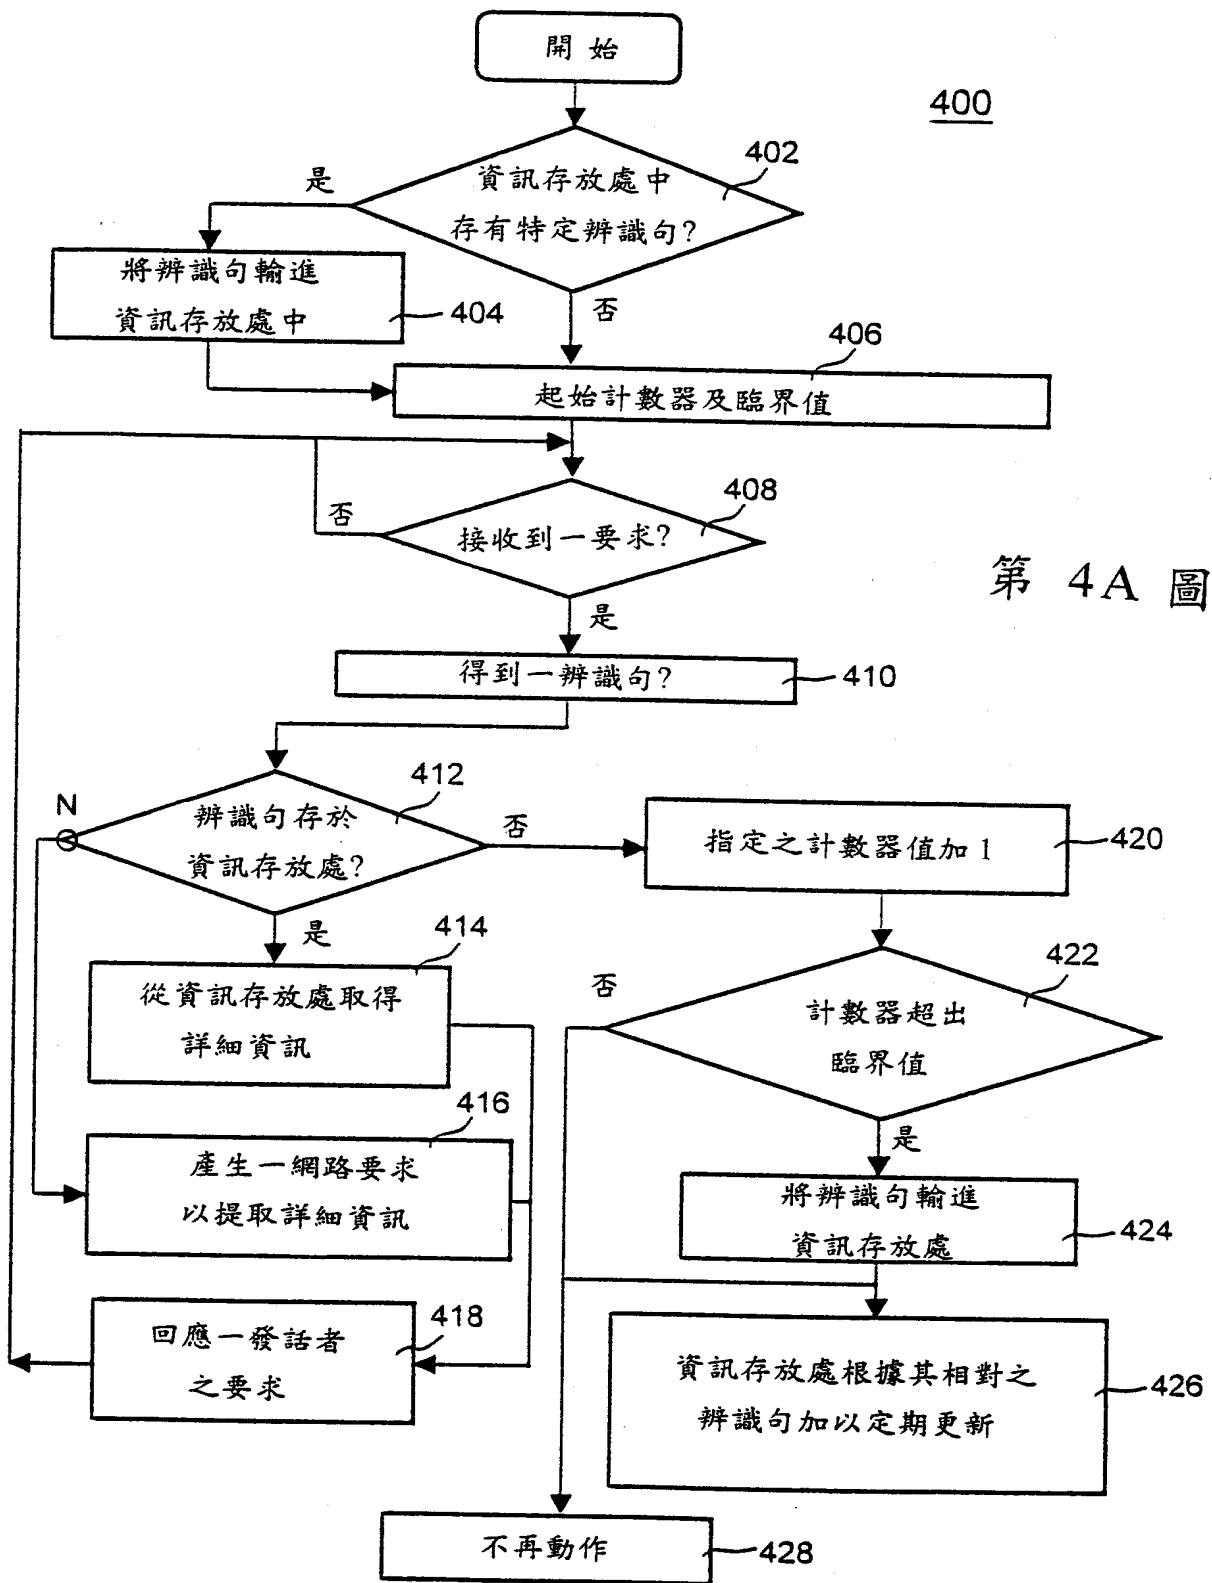 開 始
400
402
資訊存放處中
存有特定辨識句?
是
將辨識句輸進
資訊存放處中
404
否
406
起始計數器及臨界值
408
否
接收到一要求?
第 4A 圖
是
得到一辨識句?
410
412
N
辨識句存於
資訊存放處?
否
指定之計數器值加 1
420
是
414
從資訊存放處取得
詳細資訊
422
否
計數器超出
臨界值
416
產生一網路要求
以提取詳細資訊
是
將辨識句輸進
資訊存放處
424
418
回應一發話者
之要求
資訊存放處根據其相對之
辨識句加以定期更新
426
不再動作
428